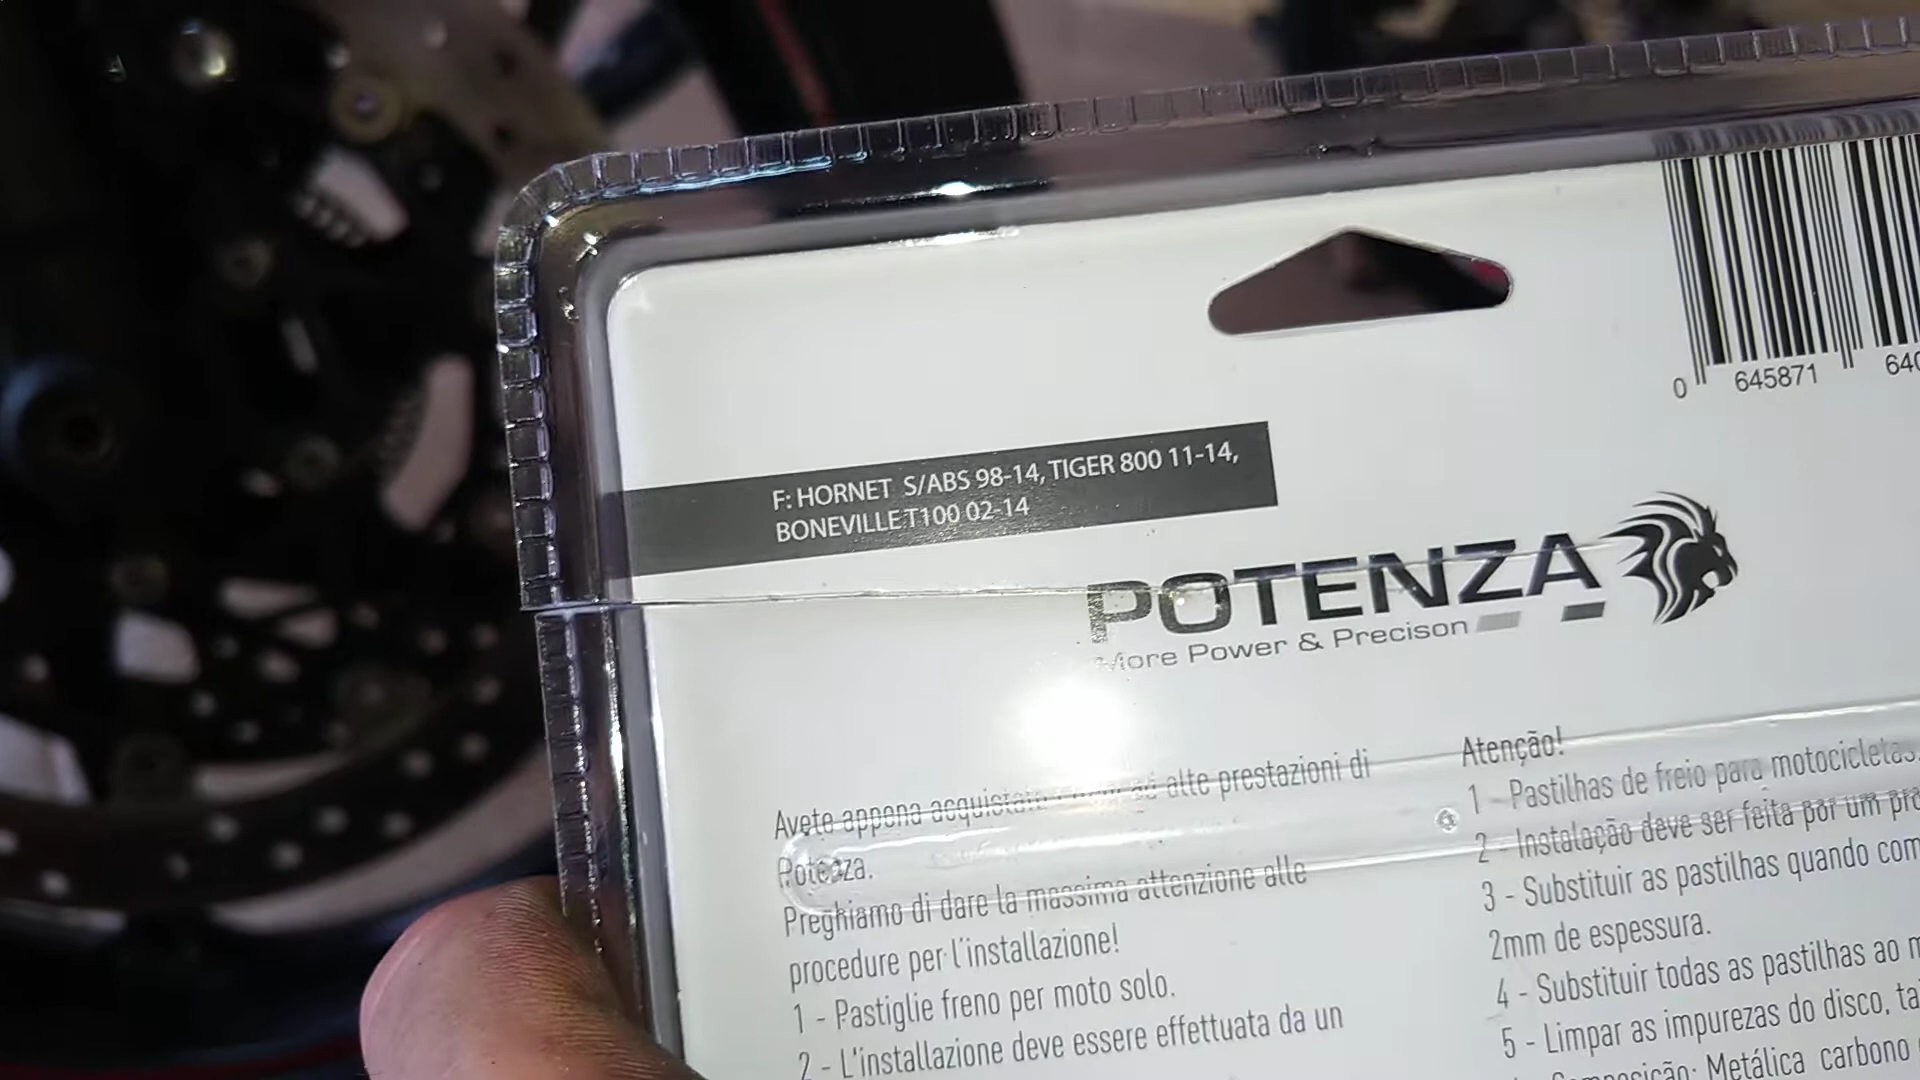 0 645871 640
F: HORNET S/ABS 98-14, TIGER 800 11-14,
BONEVILLE T100 02-14
POTENZA
More Power & Precison
Avete appena acquistato ad alte prestazioni di
Potenza.
Preghiamo di dare la massima attenzione alle
procedure per l'installazione!
1 - Pastiglie freno per moto solo.
2 - L'installazione deve essere effettuata da un
Atenção!
1 - Pastilhas de freio para motocicletas
2 - Instalação deve ser feita por um pro
3 - Substituir as pastilhas quando com
2mm de espessura.
4 - Substituir todas as pastilhas ao m
5 - Limpar as impurezas do disco, ta
Composição: Metálica carbono